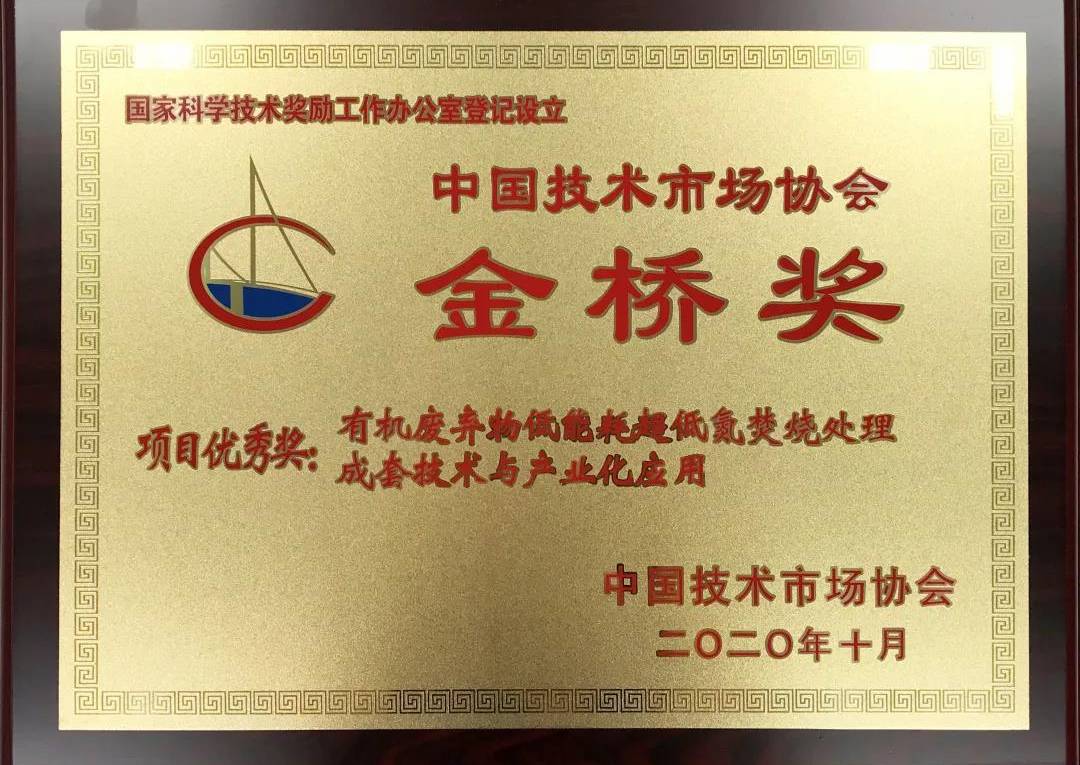 国家科学技术奖励工作办公室登记设立
中国技术市场协会
金桥奖
项目优秀奖：有机废弃物低能耗超低氮焚烧处理
成套技术与产业化应用
中国技术市场协会
二〇二〇年十月